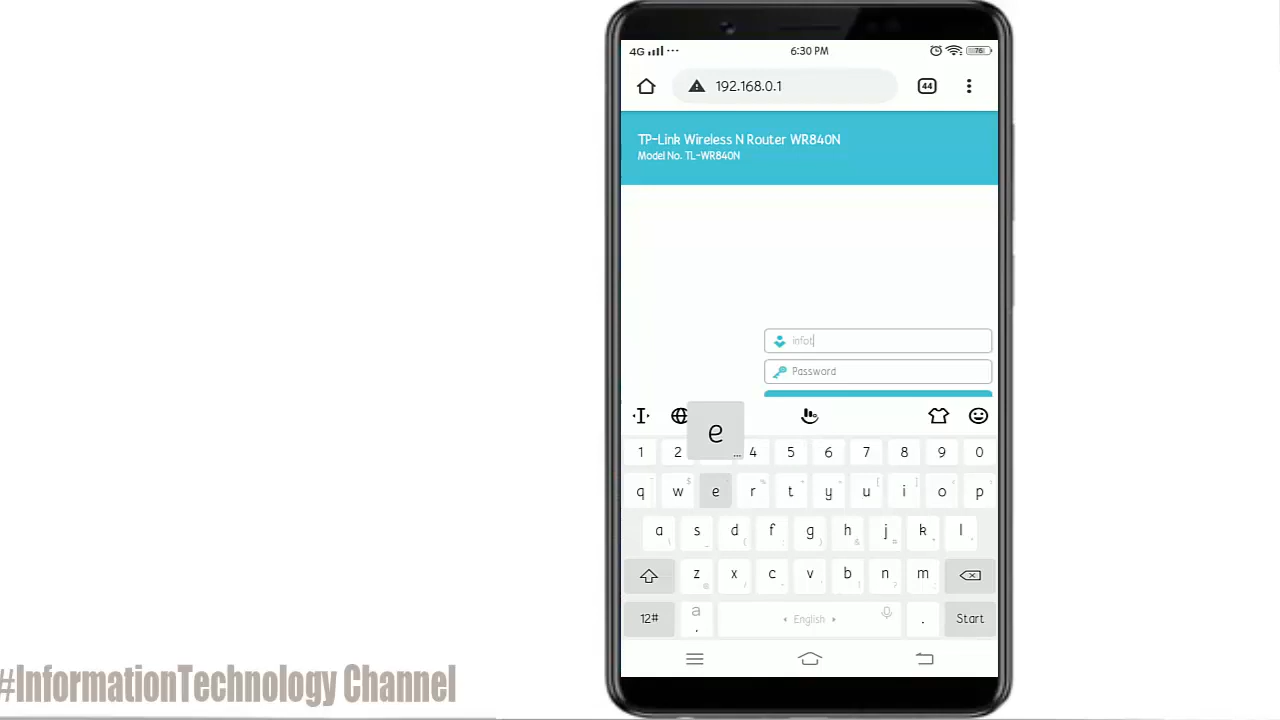 4G
6:30 PM
76
192.168.0.1
44
TP-Link Wireless N Router WR840N
Model No. TL-WR840N
infot
Password
e
1 2 4 5 6 7 8 9 0
q w e r t y u i o p
a s d f g h j k l
z x c v b n m
12# a . English . Start
#InformationTechnology Channel